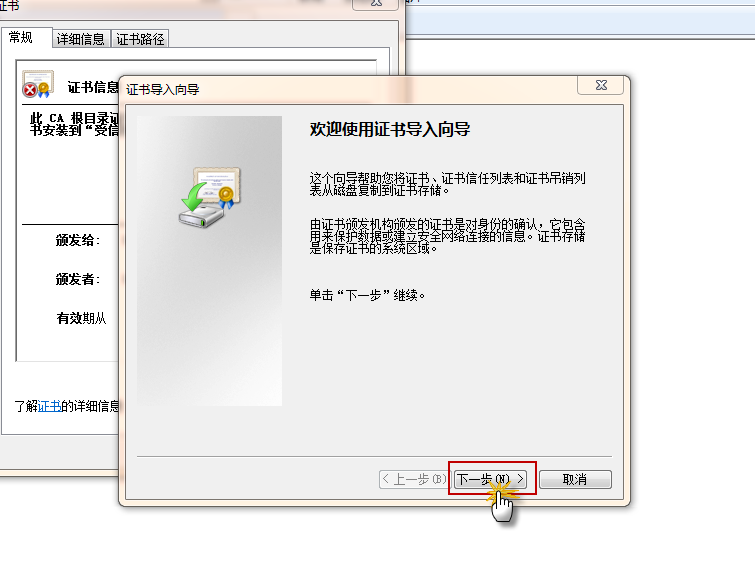 证书
常规
详细信息
证书路径
证书信息
此 CA 根目录证
书安装到“受信
颁发给：
颁发者：
有效期从
了解证书的详细信息
证书导入向导
欢迎使用证书导入向导
这个向导帮助您将证书、证书信任列表和证书吊销列
表从磁盘复制到证书存储。
由证书颁发机构颁发的证书是对身份的确认，它包含
用来保护数据或建立安全网络连接的信息。证书存储
是保存证书的系统区域。
单击“下一步”继续。
< 上一步(B)
下一步(N) >
取消